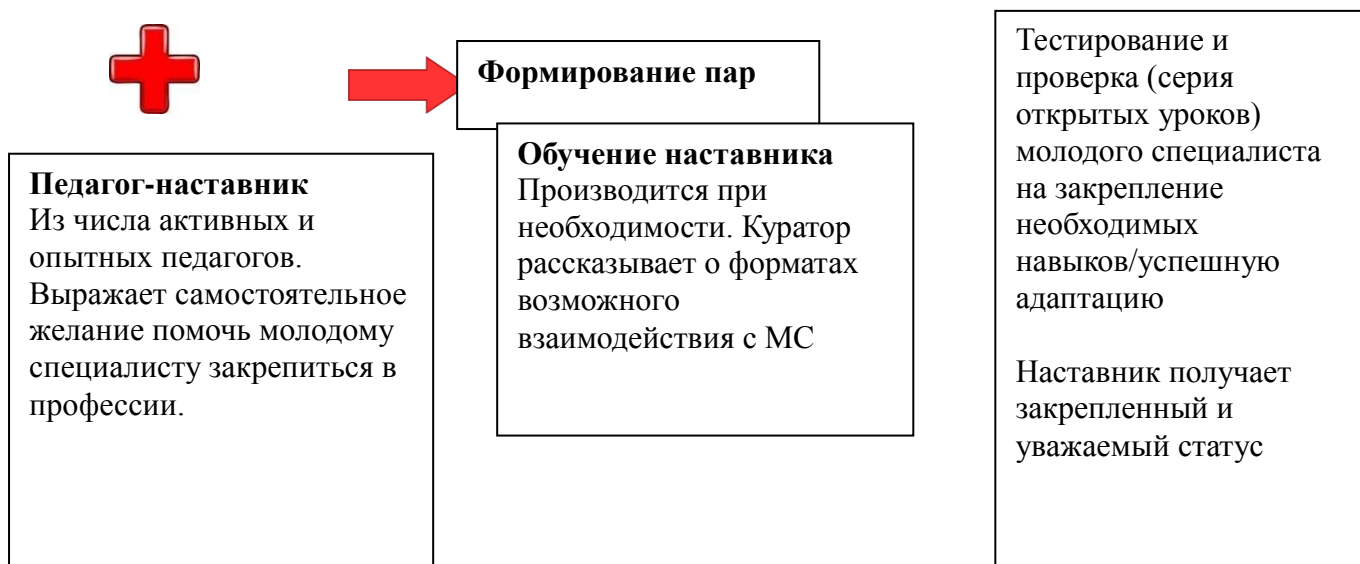 Формирование пар
Педагог-наставник
Из числа активных и
опытных педагогов.
Выражает самостоятельное
желание помочь молодому
специалисту закрепиться в
профессии.
Обучение наставника
Производится при
необходимости. Куратор
рассказывает о форматах
возможного
взаимодействия с МС
Тестирование и
проверка (серия
открытых уроков)
молодого специалиста
на закрепление
необходимых
навыков/успешную
адаптацию
Наставник получает
закрепленный и
уважаемый статус